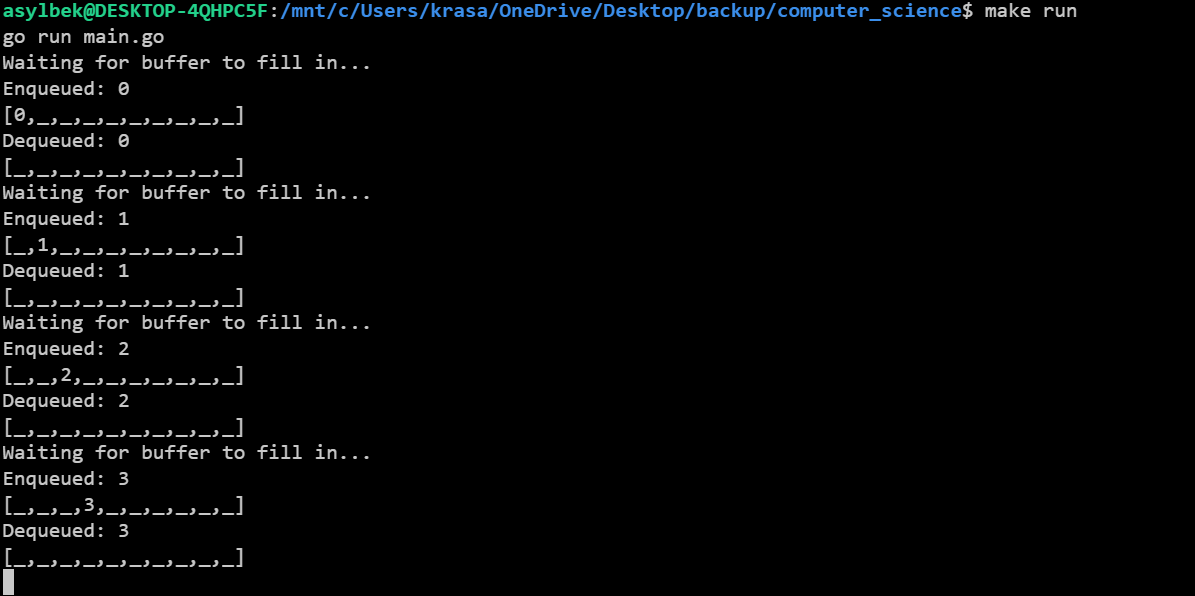 asylbek@DESKTOP-4QHPC5F:/mnt/c/Users/krasa/OneDrive/Desktop/backup/computer_science$ make run
go run main.go
Waiting for buffer to fill in...
Enqueued: 0
[0,_,_,_,_,_,_,_,_,_]
Dequeued: 0
[_,_,_,_,_,_,_,_,_,_]
Waiting for buffer to fill in...
Enqueued: 1
[_,1,_,_,_,_,_,_,_,_]
Dequeued: 1
[_,_,_,_,_,_,_,_,_,_]
Waiting for buffer to fill in...
Enqueued: 2
[_,_,2,_,_,_,_,_,_,_]
Dequeued: 2
[_,_,_,_,_,_,_,_,_,_]
Waiting for buffer to fill in...
Enqueued: 3
[_,_,_,3,_,_,_,_,_,_]
Dequeued: 3
[_,_,_,_,_,_,_,_,_,_]